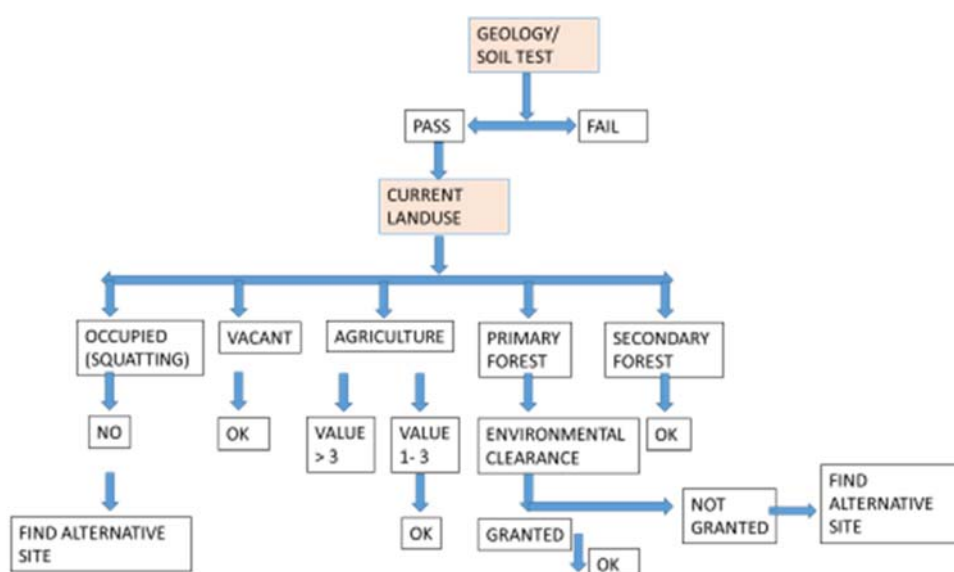 GEOLOGY/
SOIL TEST
PASS
FAIL
CURRENT
LANDUSE
OCCUPIED
(SQUATTING)
VACANT
AGRICULTURE
PRIMARY
FOREST
SECONDARY
FOREST
NO
OK
VALUE
> 3
VALUE
1- 3
ENVIRONMENTAL
CLEARANCE
OK
FIND ALTERNATIVE
SITE
OK
GRANTED
OK
NOT
GRANTED
FIND
ALTERNATIVE
SITE